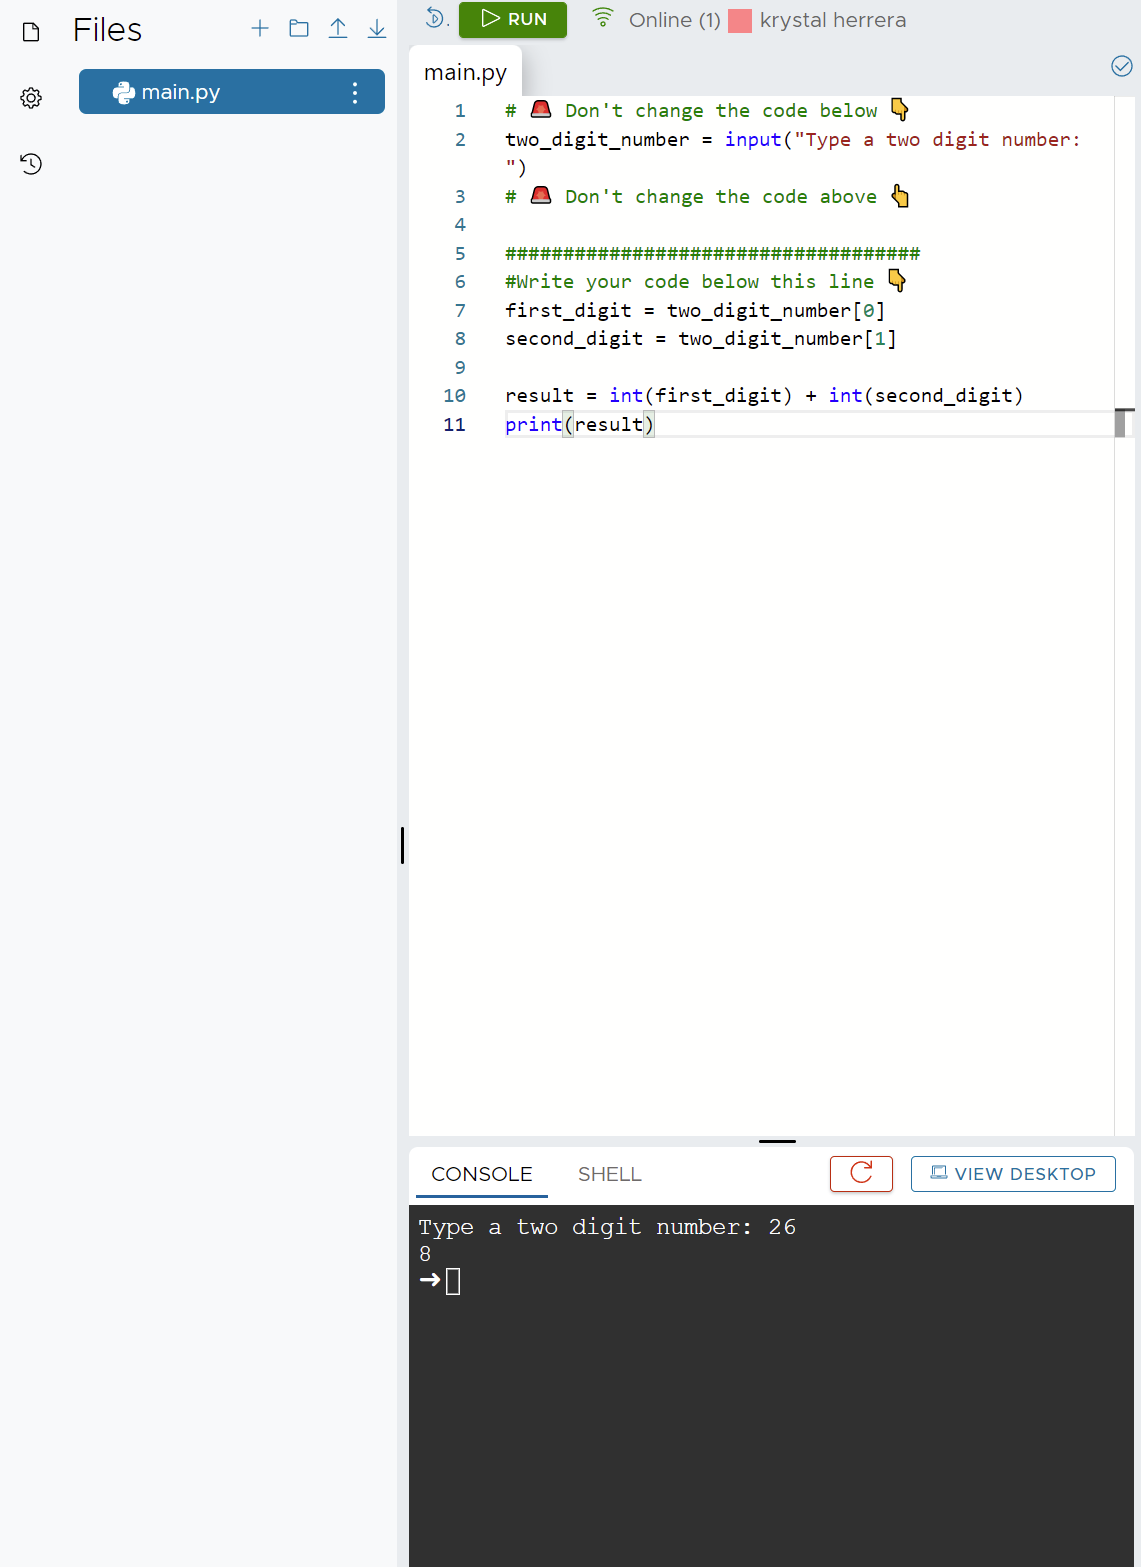 Files
main.py
RUN
Online (1) krystal herrera
main.py
1 # 🚨 Don't change the code below 👇
2 two_digit_number = input("Type a two digit number:
")
3 # 🚨 Don't change the code above 👆
4
5 ####################################
6 #Write your code below this line 👇
7 first_digit = two_digit_number[0]
8 second_digit = two_digit_number[1]
9
10 result = int(first_digit) + int(second_digit)
11 print(result)
CONSOLE SHELL VIEW DESKTOP
Type a two digit number: 26
8
➜